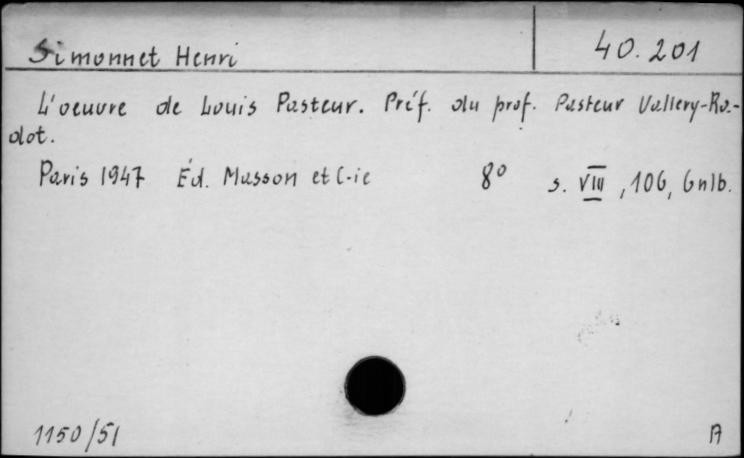 Simonnet Henri
40.201
L'oeuvre de Louis Pasteur. Préf. du prof. Pasteur Vallery-Ro-
dot.
Paris 1947 Éd. Masson et C-ie 8° s. VIII, 106, 6nlb.
1150/51
A